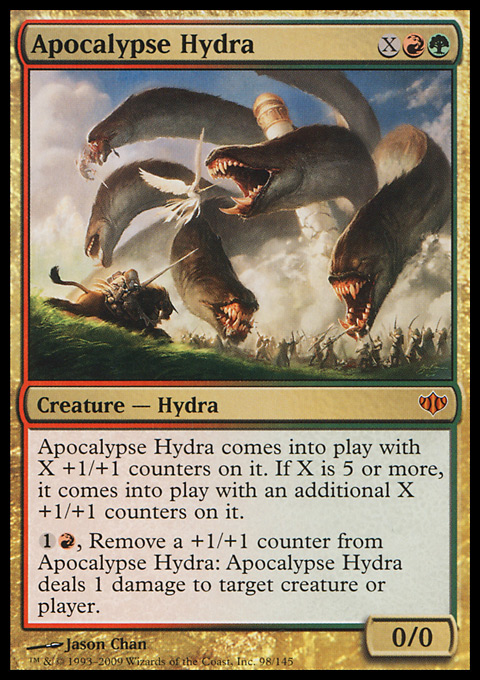 Apocalypse Hydra X
Creature — Hydra
Apocalypse Hydra comes into play with
X +1/+1 counters on it. If X is 5 or more,
it comes into play with an additional X
+1/+1 counters on it.
1, Remove a +1/+1 counter from
Apocalypse Hydra: Apocalypse Hydra
deals 1 damage to target creature or
player.
0/0
Jason Chan
™ & © 1993–2009 Wizards of the Coast, Inc. 98/145